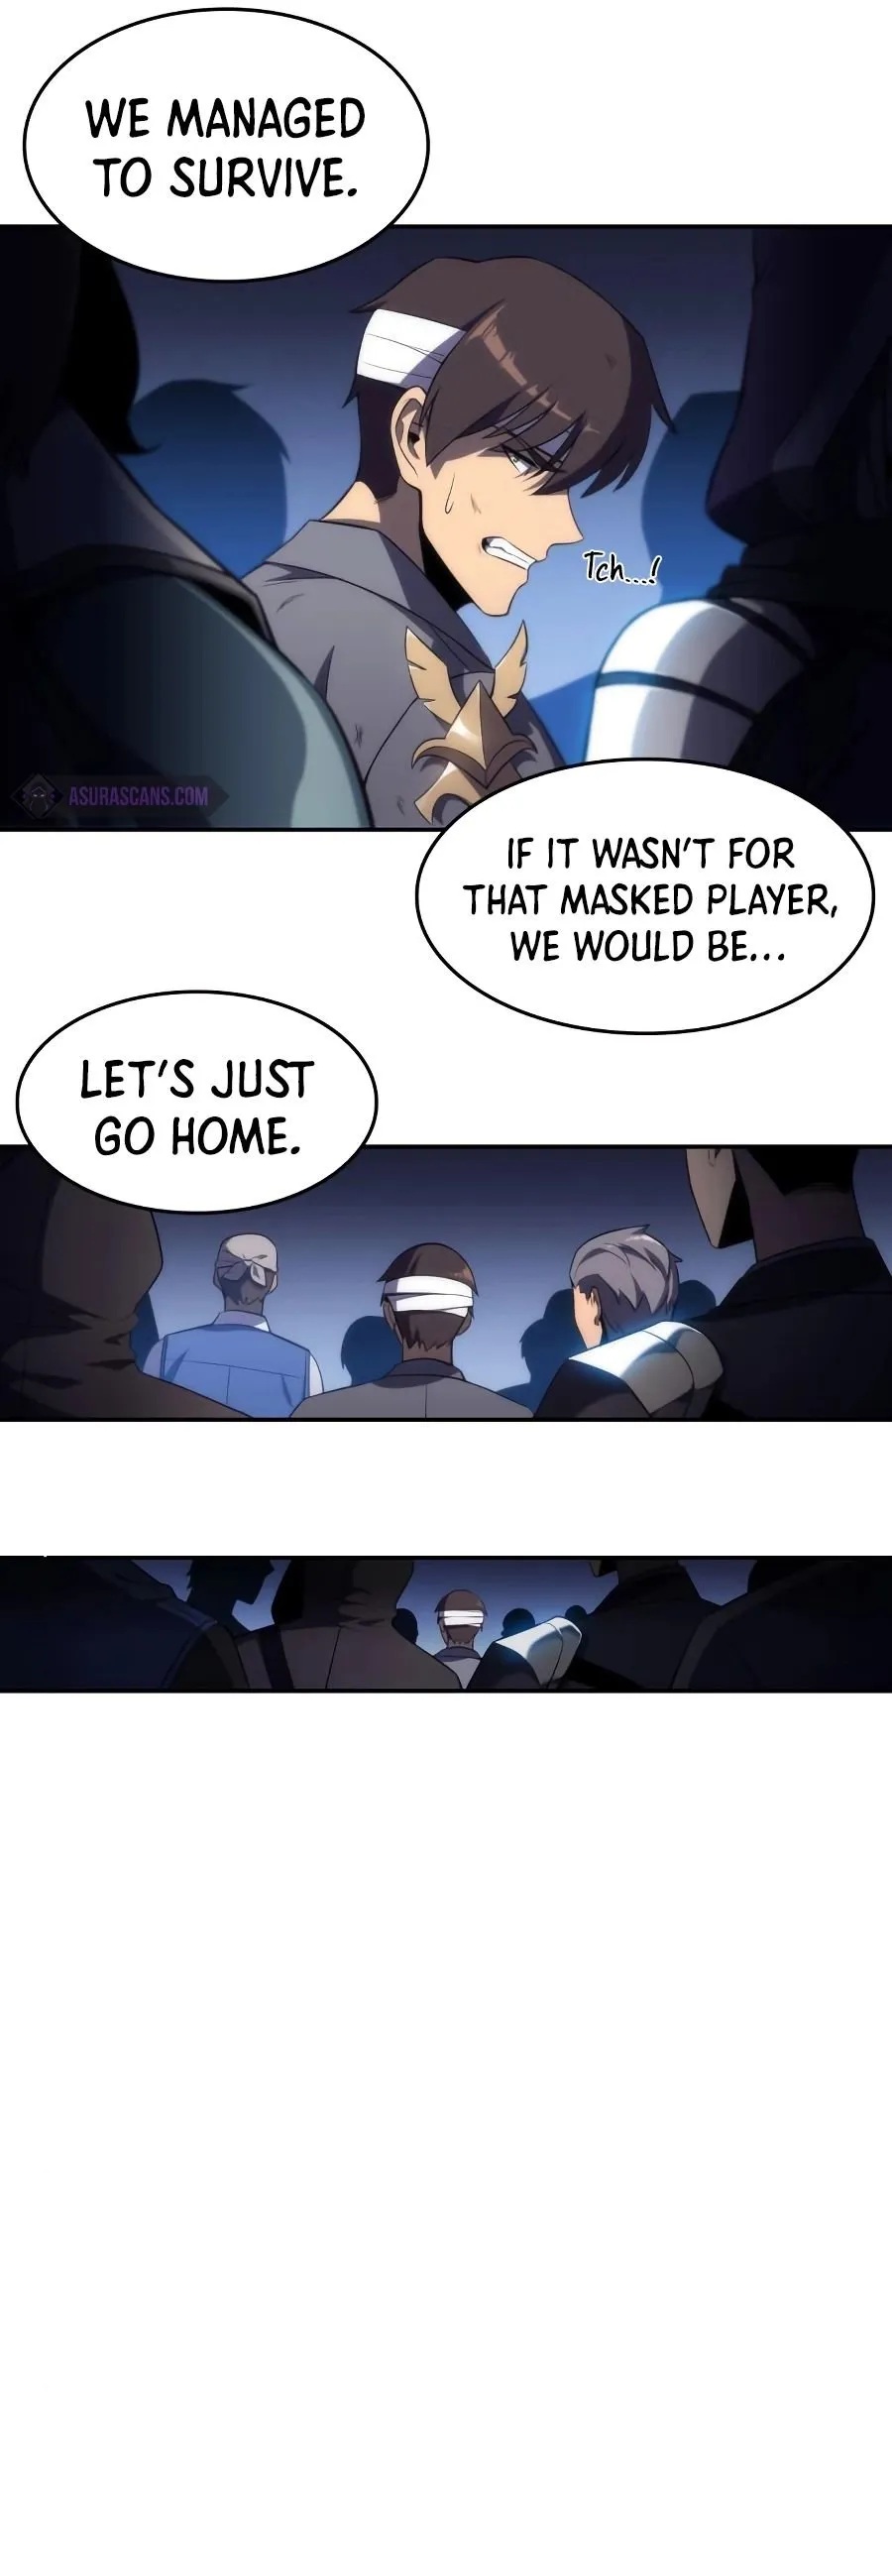 WE MANAGED
TO SURVIVE.
Tch...!
ASURASCANS.COM
IF IT WASN'T FOR
THAT MASKED PLAYER,
WE WOULD BE...
LET'S JUST
GO HOME.